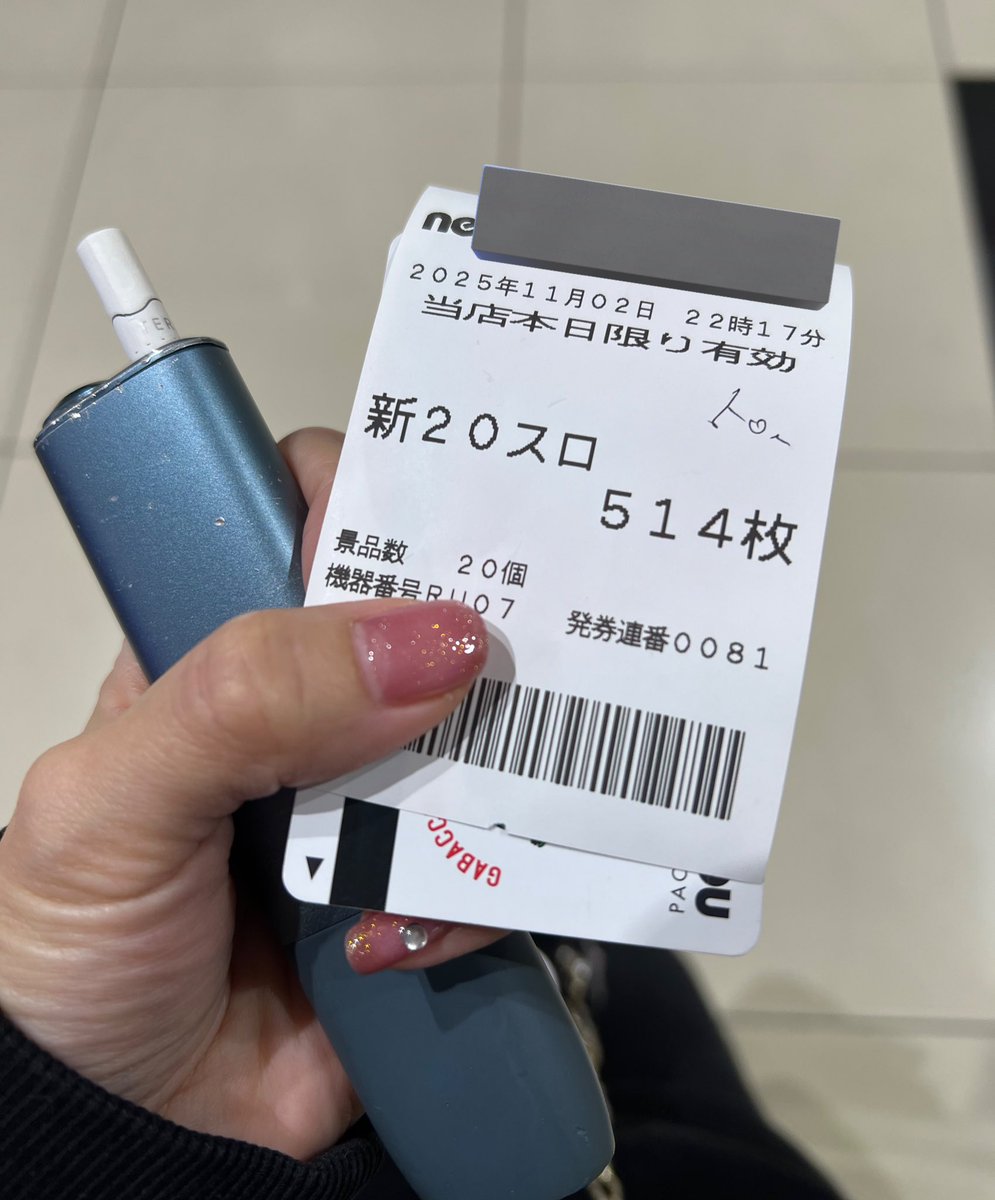 2025年11月02日 22時17分
当店本日限り有効
新20スロ
514枚
景品数 20個
機器番号RU07
発券連番0081
GABACC
PAC
ne
TER